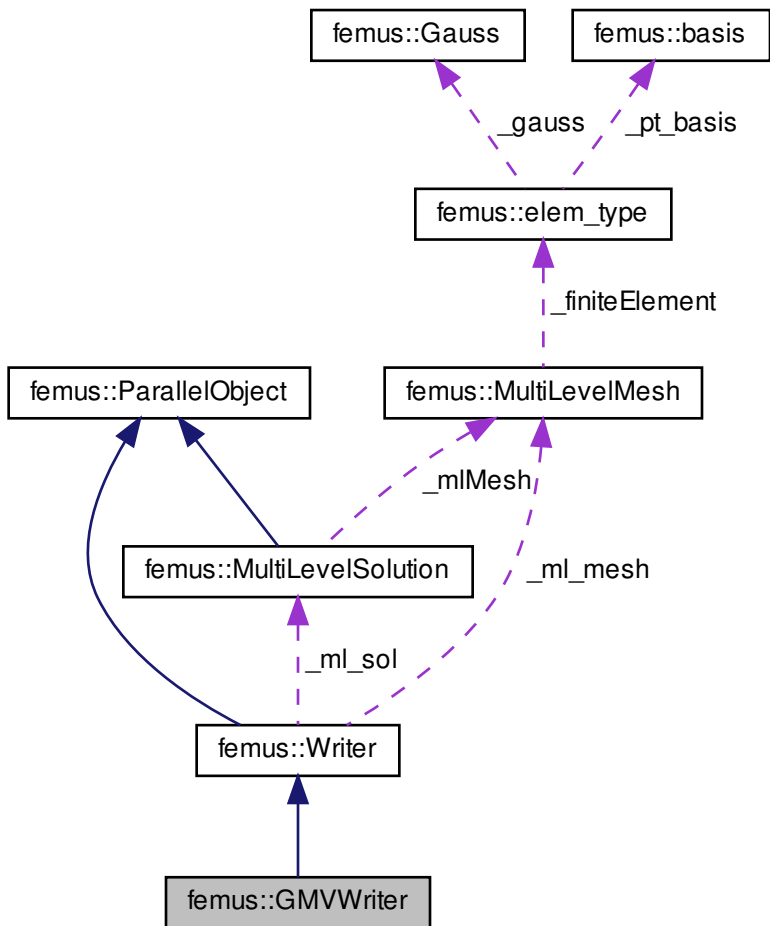 femus::Gauss
femus::basis
_gauss
_pt_basis
femus::elem_type
_finiteElement
femus::ParallelObject
femus::MultiLevelMesh
_mlMesh
femus::MultiLevelSolution
_ml_mesh
_ml_sol
femus::Writer
femus::GMVWriter